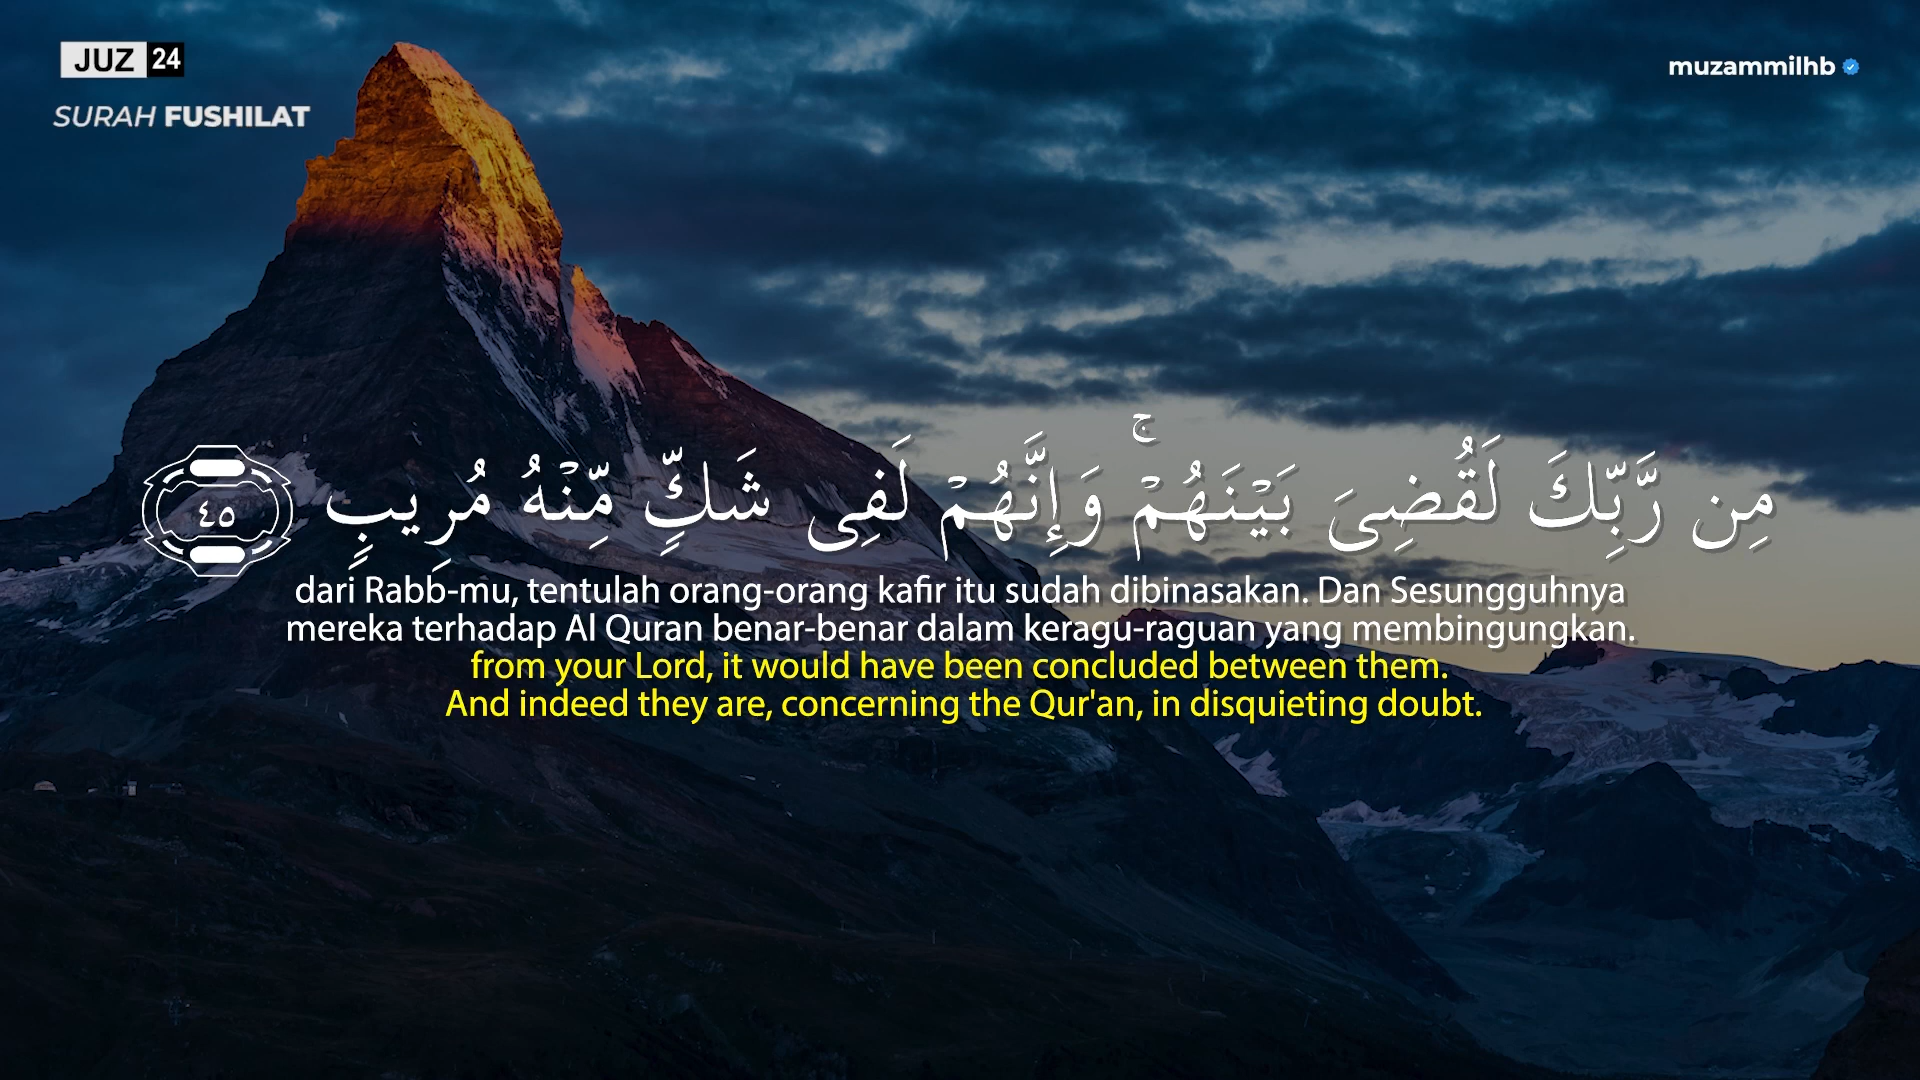 JUZ 24
SURAH FUSHILAT
muzammilhb
مِن رَّبِّكَ لَقُضِىَ بَيْنَهُمْ ۚ وَإِنَّهُمْ لَفِى شَكٍّ مِّنْهُ مُرِيبٍ ٤٥
dari Rabb-mu, tentulah orang-orang kafir itu sudah dibinasakan. Dan Sesungguhnya
mereka terhadap Al Quran benar-benar dalam keragu-raguan yang membingungkan.
from your Lord, it would have been concluded between them.
And indeed they are, concerning the Qur'an, in disquieting doubt.